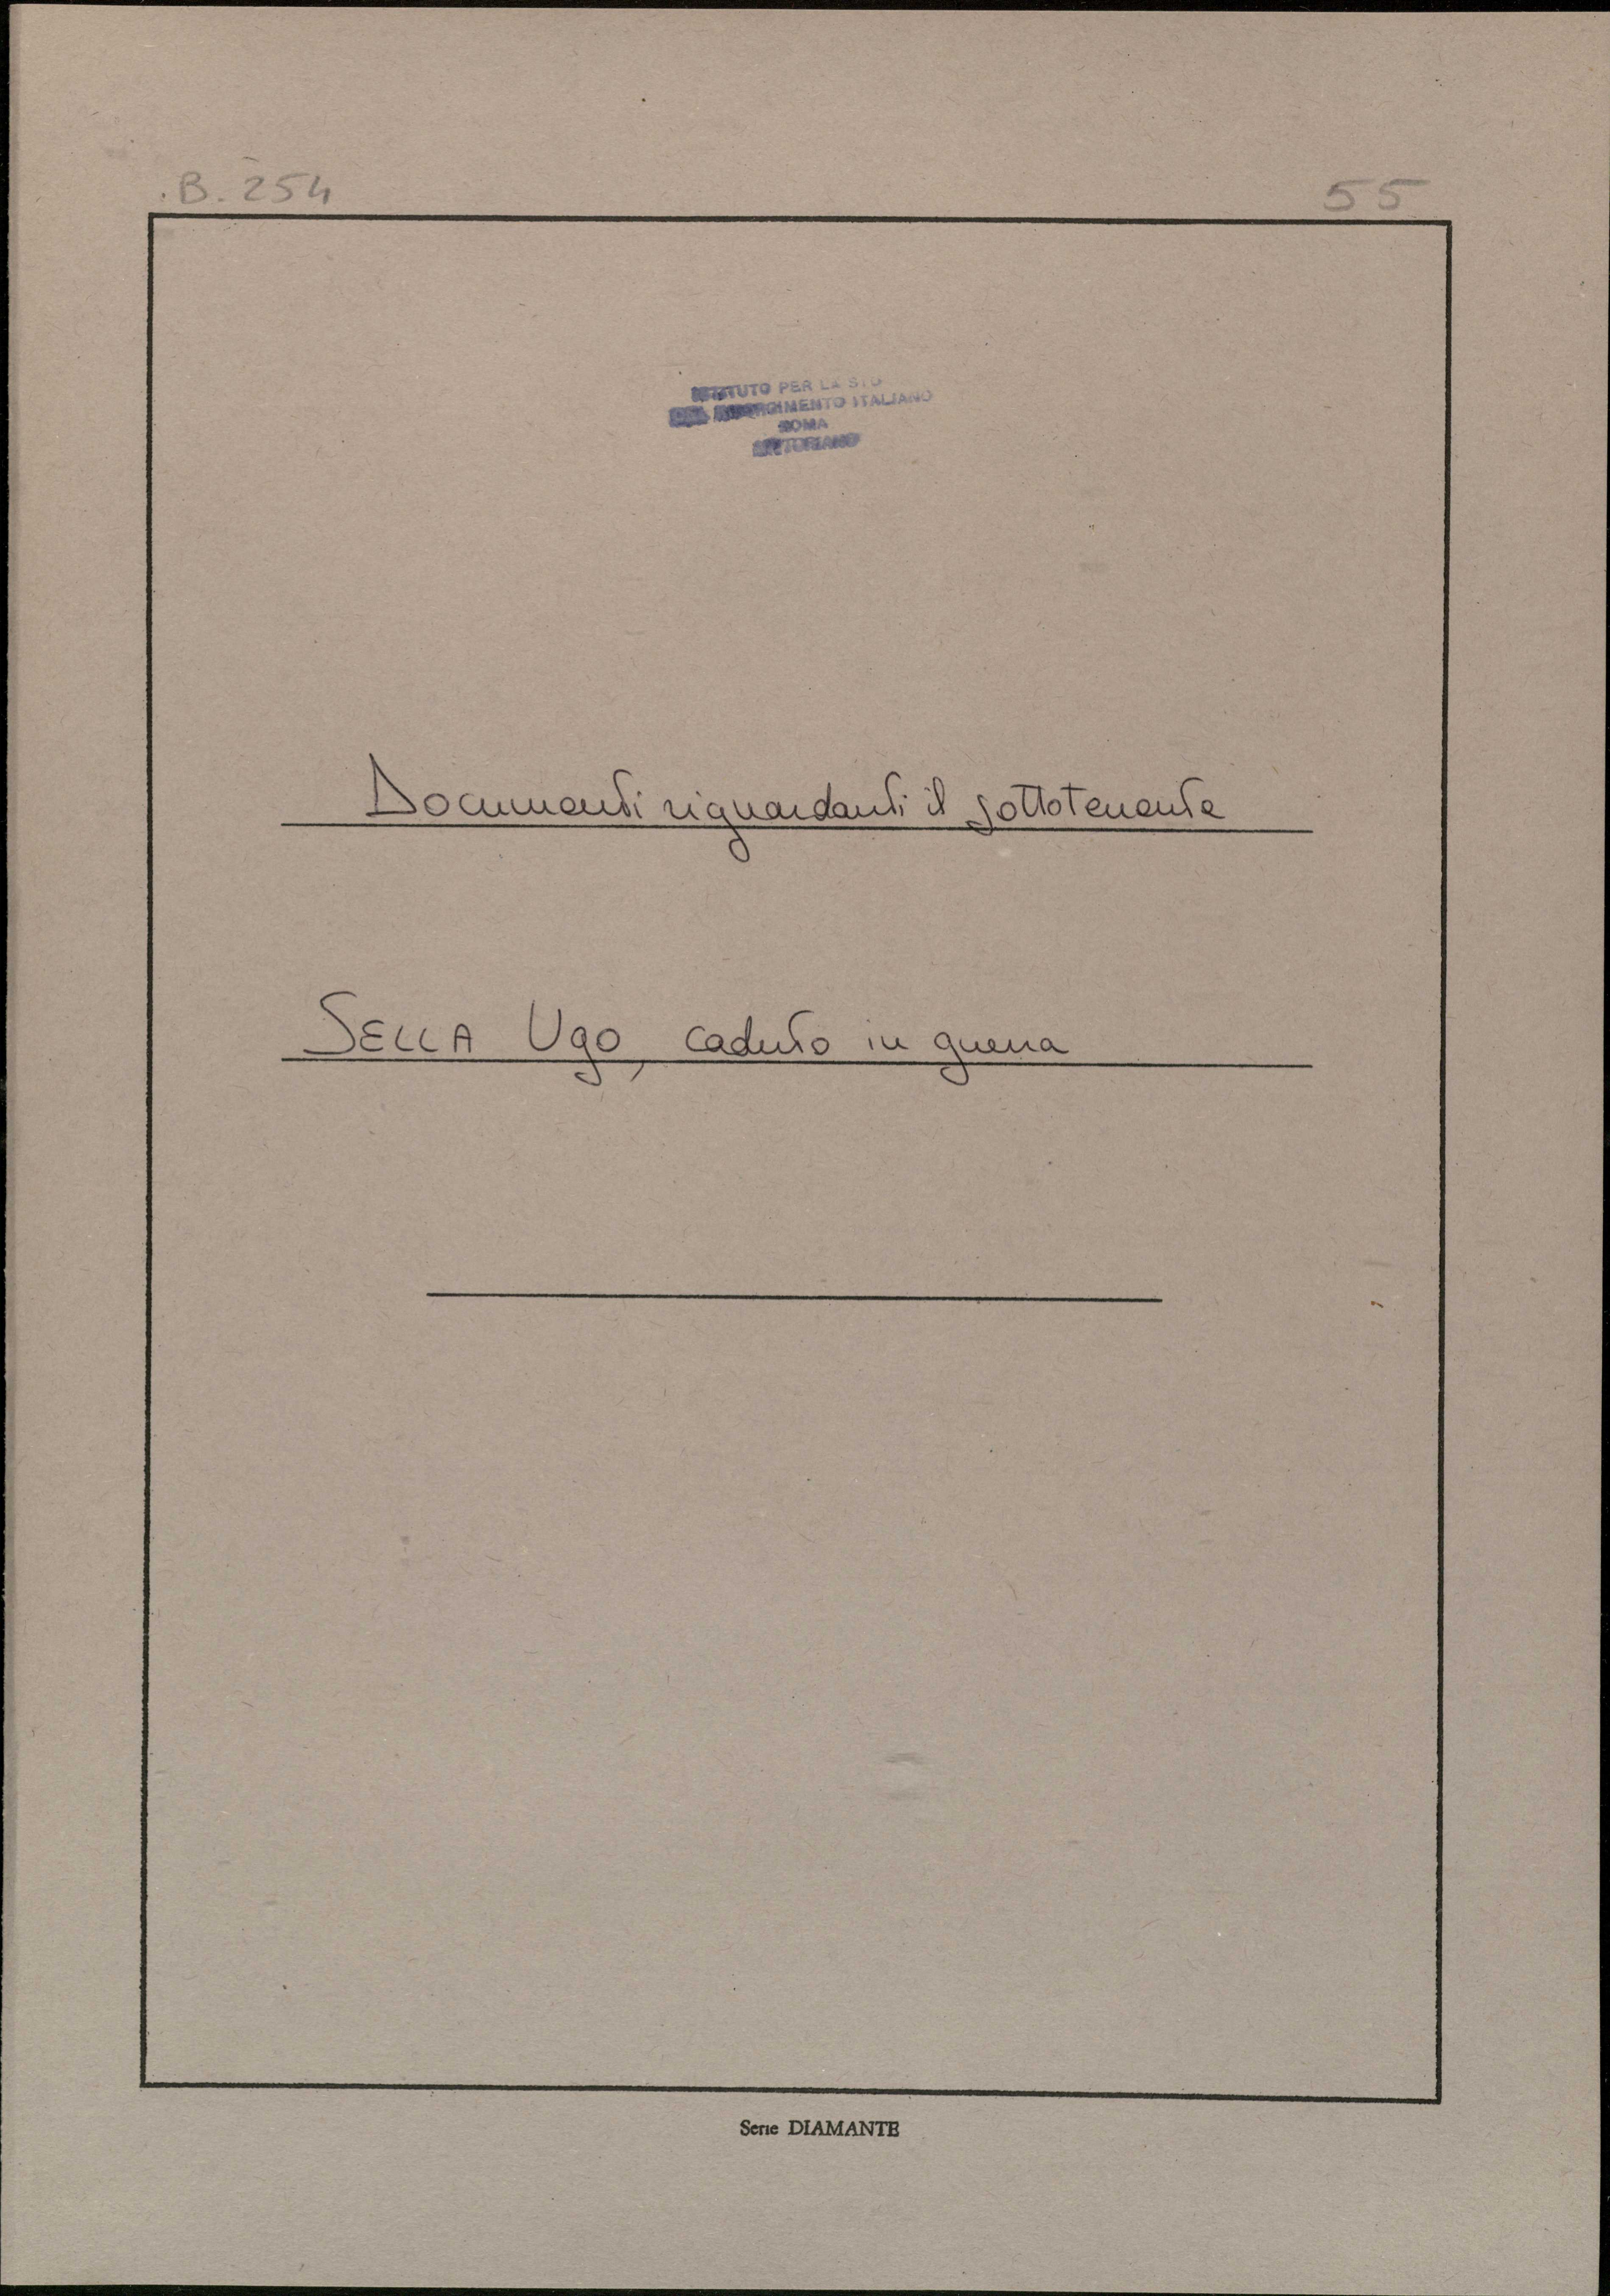 B. 254
55
ISTITUTO PER LA STO
DEL RISORGIMENTO ITALIANO
ROMA
VITTORIANO
Documenti riguardanti il sottotenente
SELLA Ugo, caduto in guerra
Serie DIAMANTE